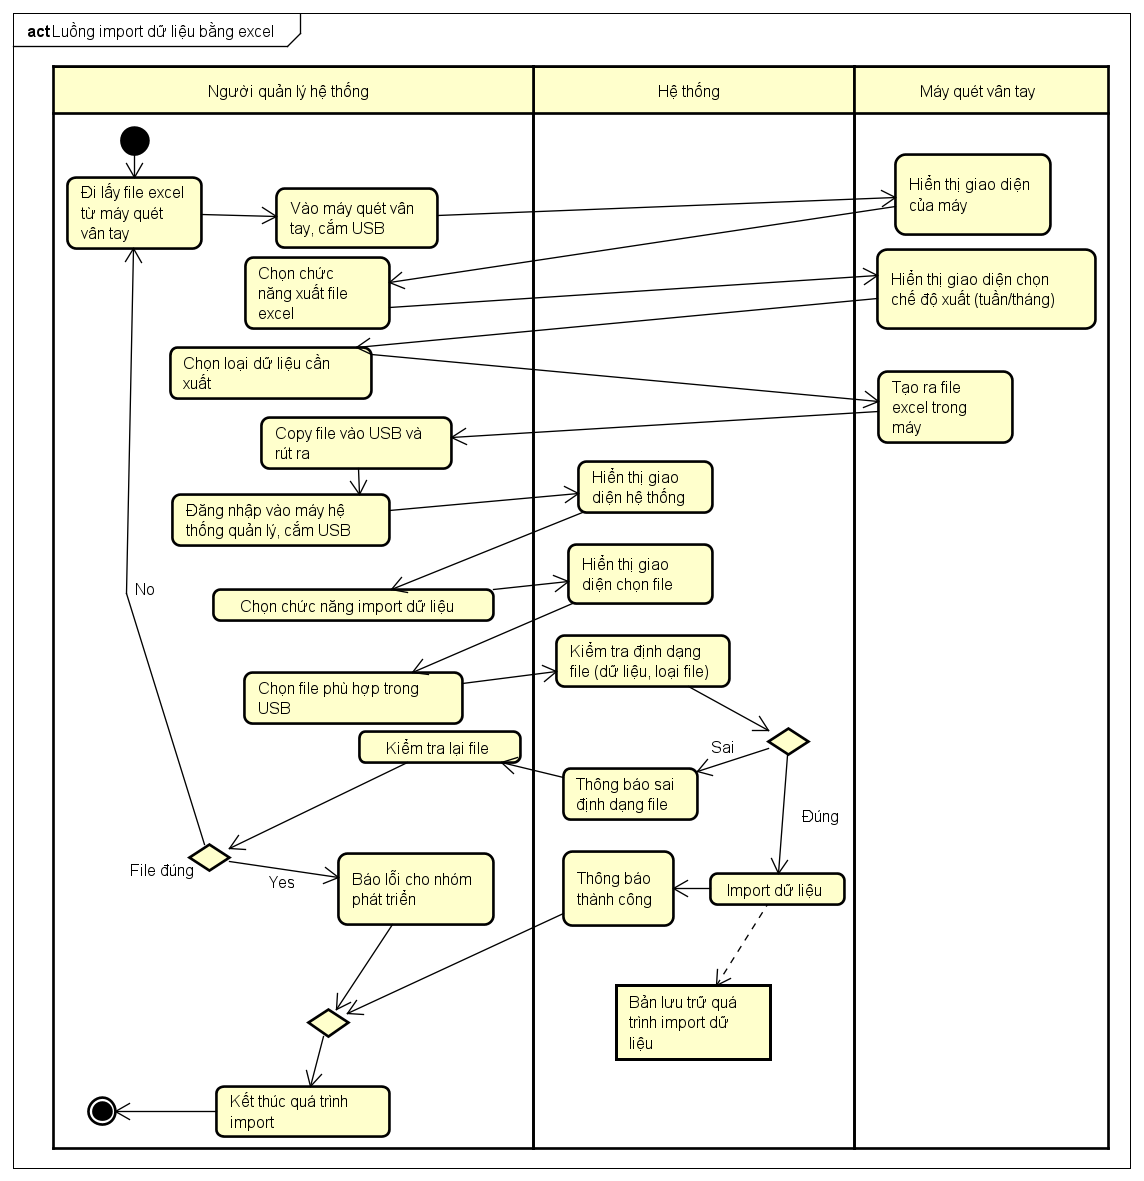 act Luồng import dữ liệu bằng excel
Người quản lý hệ thống
Hệ thống
Máy quét vân tay
Đi lấy file excel
từ máy quét
vân tay
Vào máy quét vân
tay, cắm USB
Hiển thị giao diện
của máy
Chọn chức
năng xuất file
excel
Hiển thị giao diện chọn
chế độ xuất (tuần/tháng)
Chọn loại dữ liệu cần
xuất
Tạo ra file
excel trong
máy
Copy file vào USB và
rút ra
Đăng nhập vào máy hệ
thống quản lý, cắm USB
Hiển thị giao
diện hệ thống
Chọn chức năng import dữ liệu
Hiển thị giao
diện chọn file
Chọn file phù hợp trong
USB
Kiểm tra định dạng
file (dữ liệu, loại file)
Sai
Đúng
Thông báo sai
định dạng file
Kiểm tra lại file
No
File đúng
Yes
Báo lỗi cho nhóm
phát triển
Import dữ liệu
Thông báo
thành công
Bản lưu trữ quá
trình import dữ
liệu
Kết thúc quá trình
import